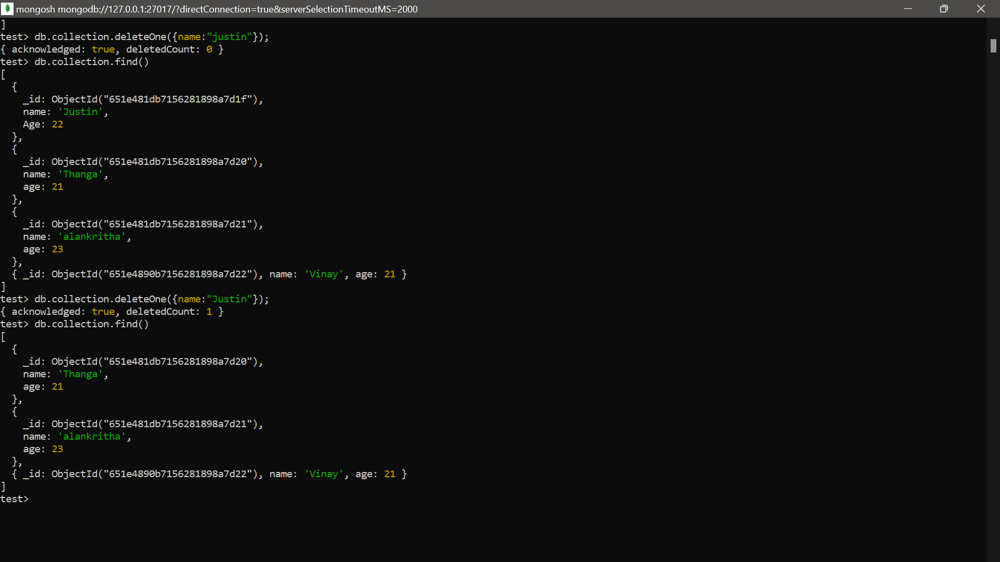 mongosh mongodb://127.0.0.1:27017/?directConnection=true&serverSelectionTimeoutMS=2000
]
test> db.collection.deleteOne({name:"justin"});
{ acknowledged: true, deletedCount: 0 }
test> db.collection.find()
[
  {
    _id: ObjectId("651e481db7156281898a7d1f"),
    name: 'Justin',
    Age: 22
  },
  {
    _id: ObjectId("651e481db7156281898a7d20"),
    name: 'Thanga',
    age: 21
  },
  {
    _id: ObjectId("651e481db7156281898a7d21"),
    name: 'alankritha',
    age: 23
  },
  { _id: ObjectId("651e4890b7156281898a7d22"), name: 'Vinay', age: 21 }
]
test> db.collection.deleteOne({name:"Justin"});
{ acknowledged: true, deletedCount: 1 }
test> db.collection.find()
[
  {
    _id: ObjectId("651e481db7156281898a7d20"),
    name: 'Thanga',
    age: 21
  },
  {
    _id: ObjectId("651e481db7156281898a7d21"),
    name: 'alankritha',
    age: 23
  },
  { _id: ObjectId("651e4890b7156281898a7d22"), name: 'Vinay', age: 21 }
]
test>